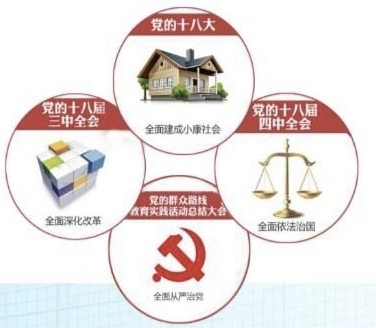 党的十八大
全面建成小康社会
党的十八届
三中全会
全面深化改革
党的十八届
四中全会
全面依法治国
党的群众路线
教育实践活动总结大会
全面从严治党